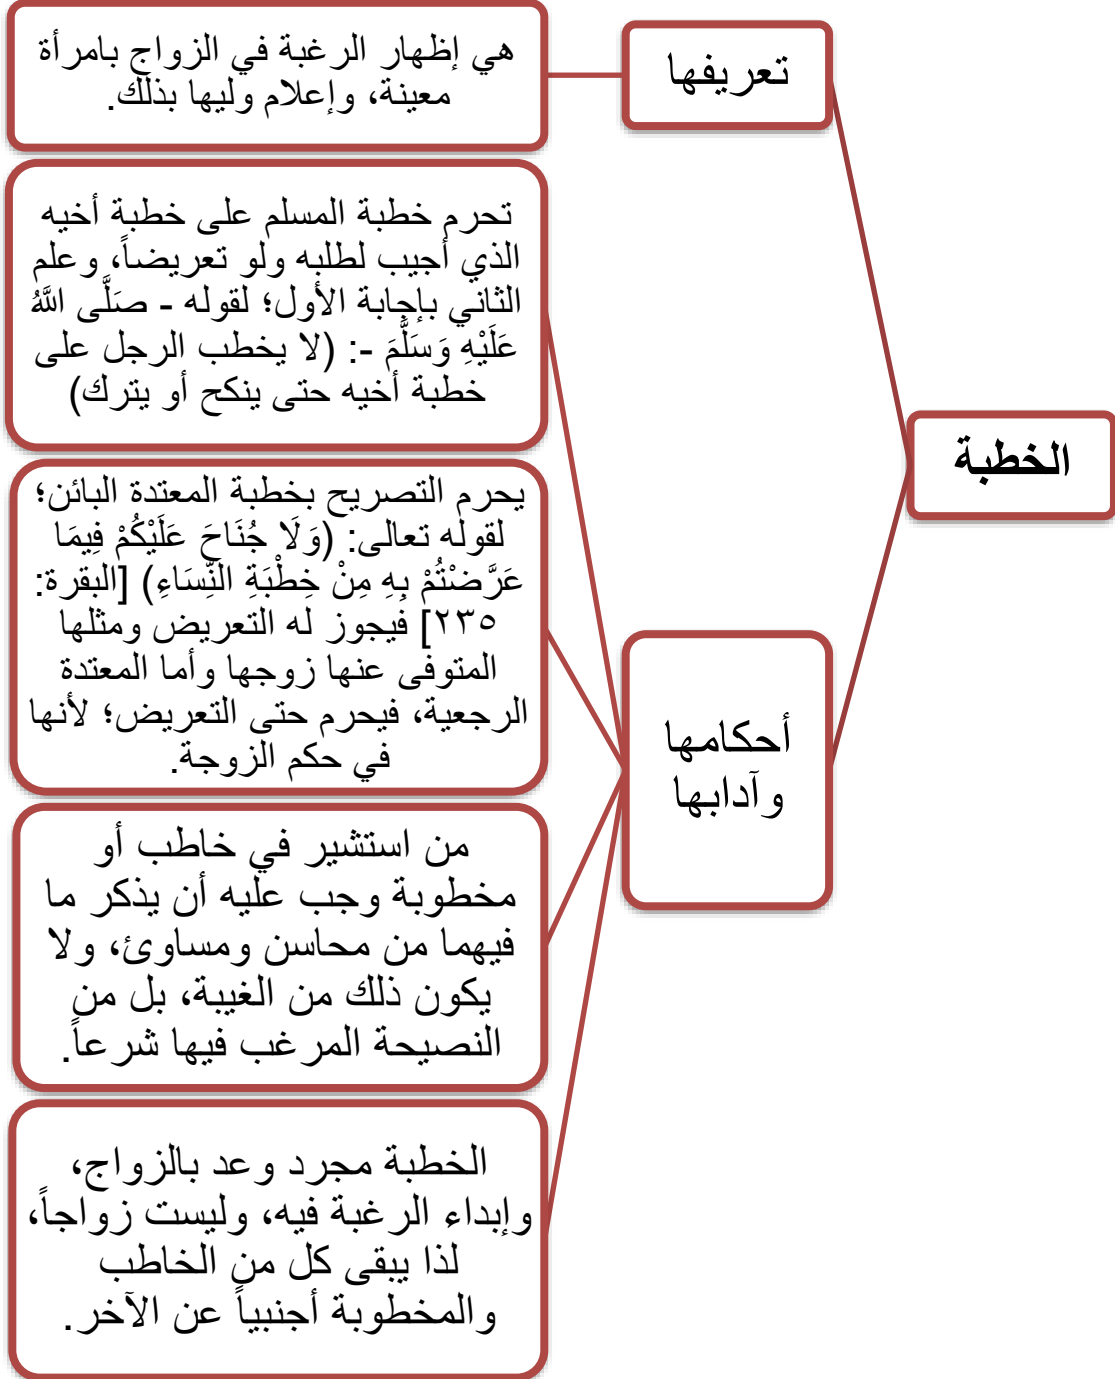 الخطبة
تعريفها
هي إظهار الرغبة في الزواج بامرأة
معينة، وإعلام وليها بذلك.
أحكامها
وآدابها
تحرم خطبة المسلم على خطبة أخيه
الذي أجيب لطلبه ولو تعريضاً، وعلم
الثاني بإجابة الأول؛ لقوله - صَلَّى اللَّهُ
عَلَيْهِ وَسَلَّمَ -: (لا يخطب الرجل على
خطبة أخيه حتى ينكح أو يترك)
يحرم التصريح بخطبة المعتدة البائن؛
لقوله تعالى: (وَلَا جُنَاحَ عَلَيْكُمْ فِيمَا
عَرَّضْتُمْ بِهِ مِنْ خِطْبَةِ النِّسَاءِ) [البقرة:
٢٣٥] فيجوز له التعريض ومثلها
المتوفى عنها زوجها وأما المعتدة
الرجعية، فيحرم حتى التعريض؛ لأنها
في حكم الزوجة.
من استشير في خاطب أو
مخطوبة وجب عليه أن يذكر ما
فيهما من محاسن ومساوئ، ولا
يكون ذلك من الغيبة، بل من
النصيحة المرغب فيها شرعاً.
الخطبة مجرد وعد بالزواج،
وإبداء الرغبة فيه، وليست زواجاً،
لذا يبقى كل من الخاطب
والمخطوبة أجنبياً عن الآخر.